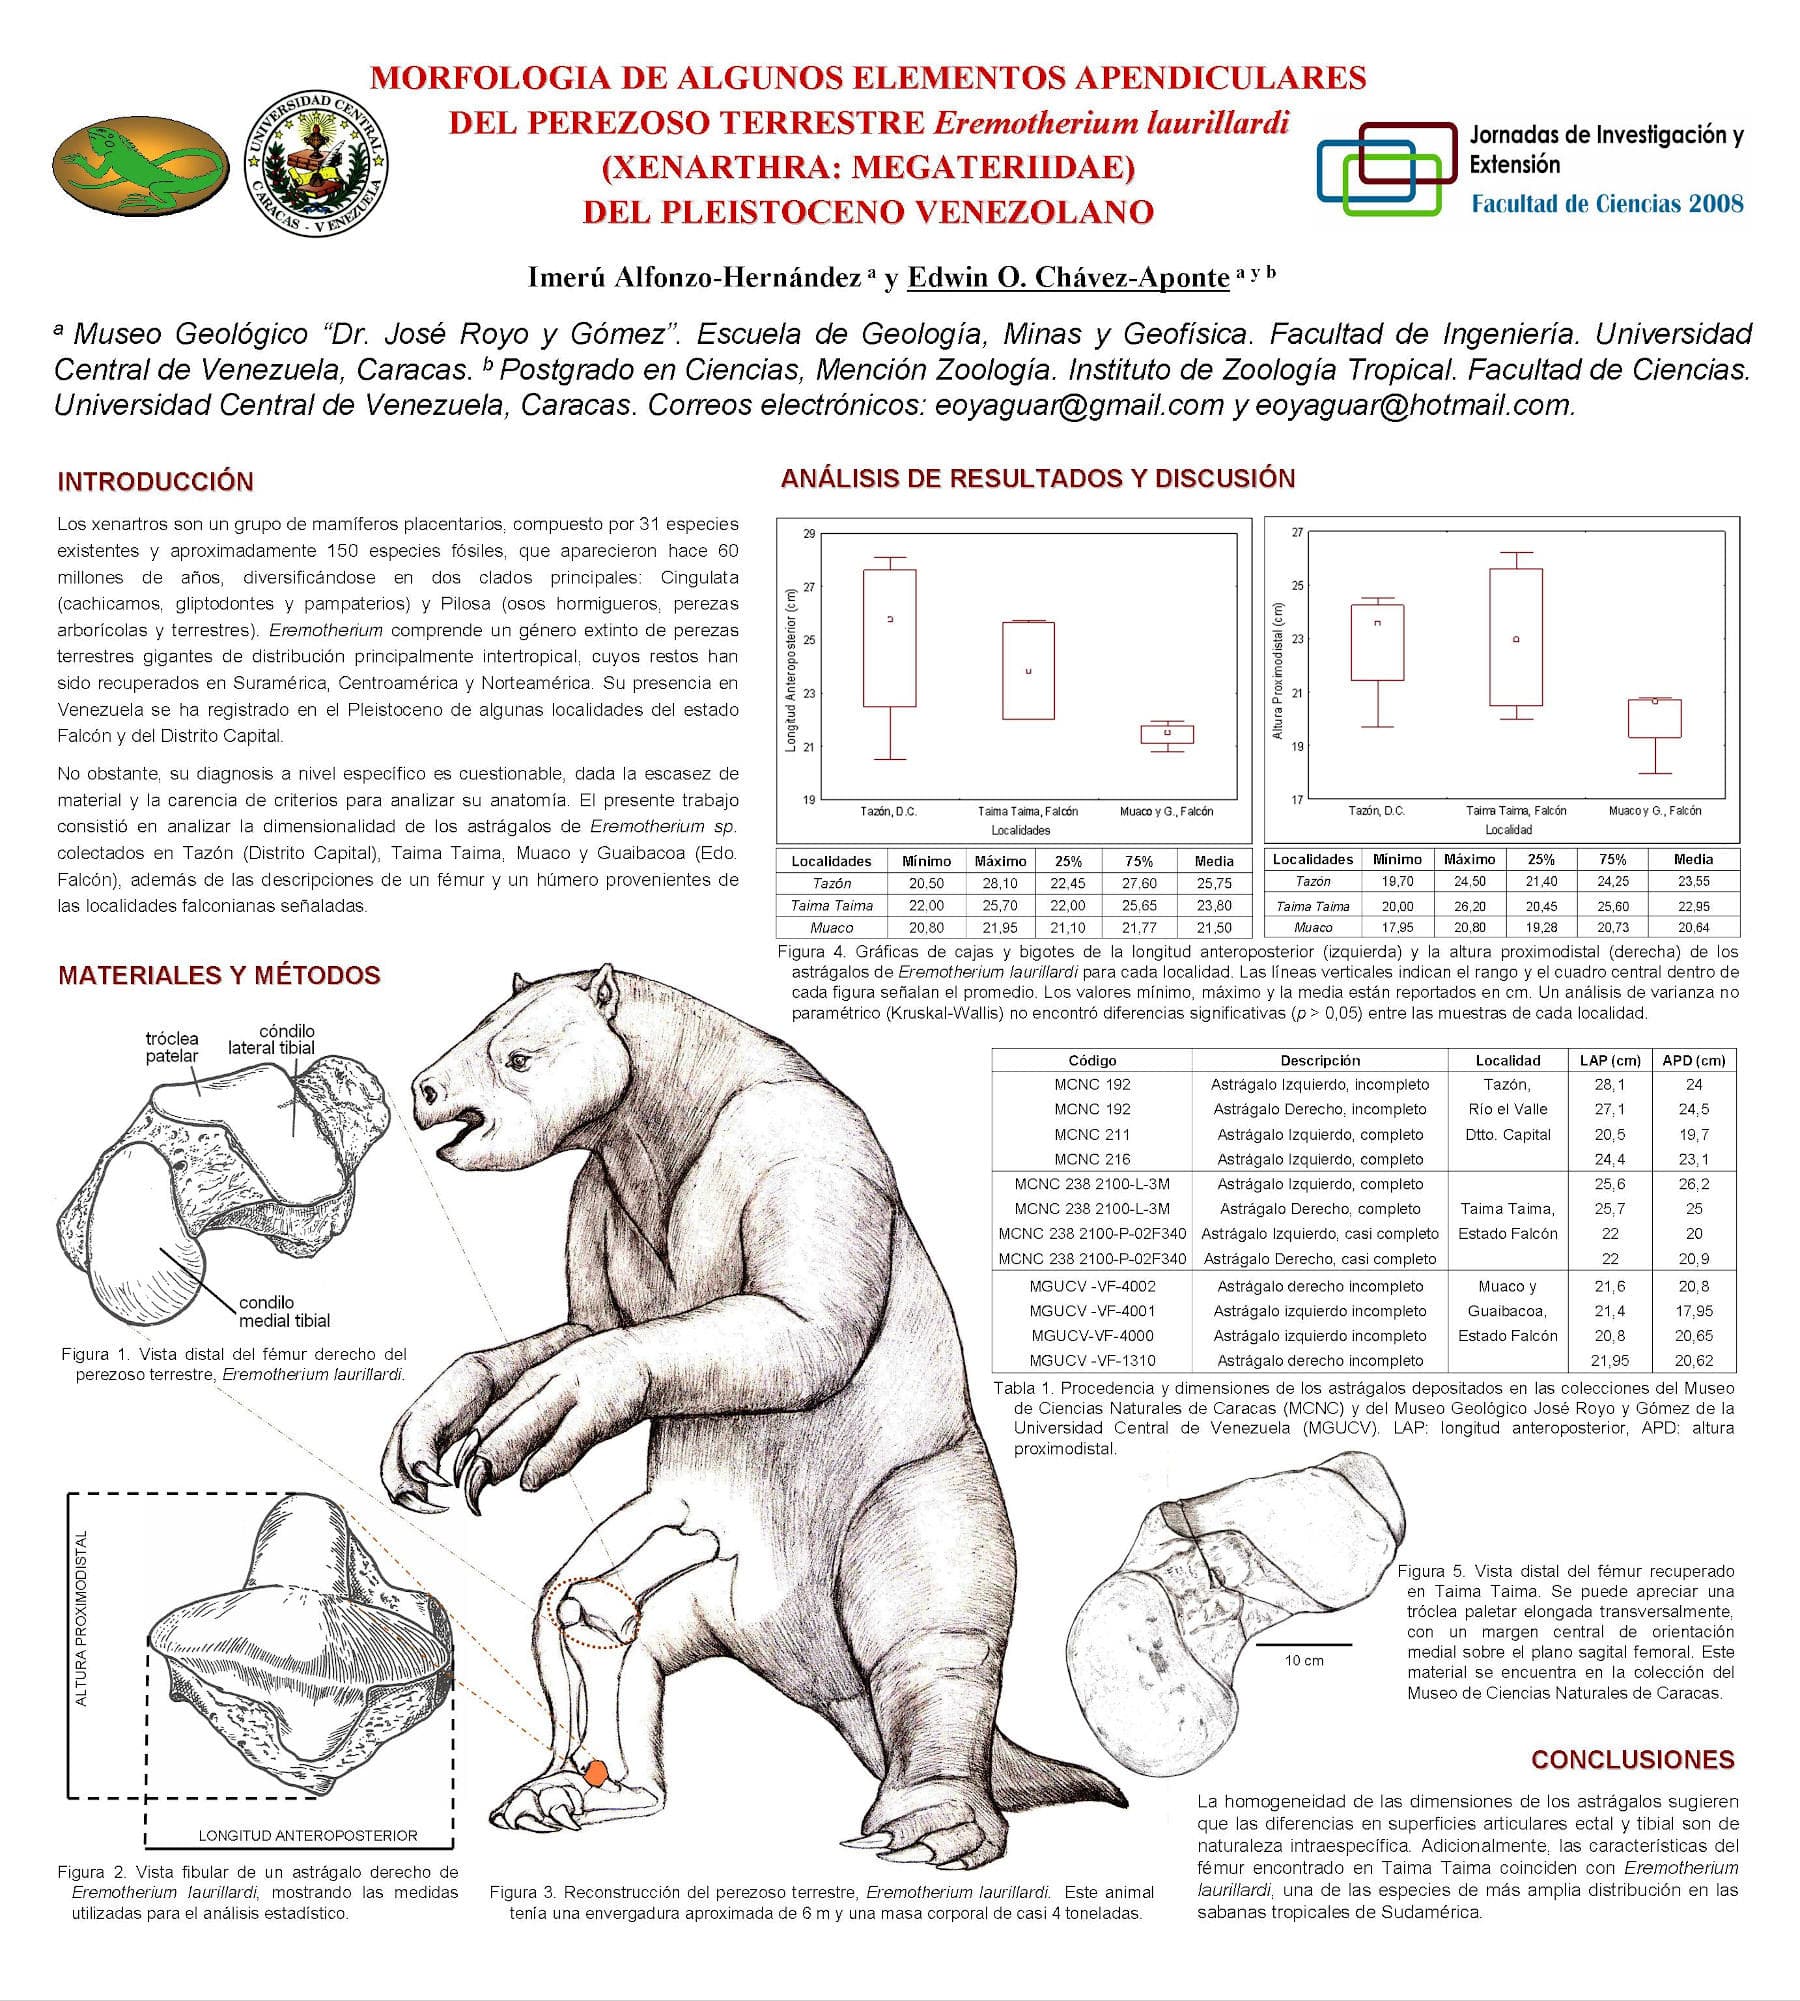 MORFOLOGIA DE ALGUNOS ELEMENTOS APENDICULARES
DEL PEREZOSO TERRESTRE Eremotherium laurillardi
(XENARTHRA: MEGATERIIDAE)
DEL PLEISTOCENO VENEZOLANO
UNIVERSIDAD CENTRAL
CARACAS - VENEZUELA
Jornadas de Investigación y
Extensión
Facultad de Ciencias 2008
Imerú Alfonzo-Hernández a y Edwin O. Chávez-Aponte a y b
a Museo Geológico “Dr. José Royo y Gómez”. Escuela de Geología, Minas y Geofísica. Facultad de Ingeniería. Universidad
Central de Venezuela, Caracas. b Postgrado en Ciencias, Mención Zoología. Instituto de Zoología Tropical. Facultad de Ciencias.
Universidad Central de Venezuela, Caracas. Correos electrónicos: eoyaguar@gmail.com y eoyaguar@hotmail.com.
INTRODUCCIÓN
Los xenartros son un grupo de mamíferos placentarios, compuesto por 31 especies
existentes y aproximadamente 150 especies fósiles, que aparecieron hace 60
millones de años, diversificándose en dos clados principales: Cingulata
(cachicamos, gliptodontes y pampaterios) y Pilosa (osos hormigueros, perezas
arborícolas y terrestres). Eremotherium comprende un género extinto de perezas
terrestres gigantes de distribución principalmente intertropical, cuyos restos han
sido recuperados en Suramérica, Centroamérica y Norteamérica. Su presencia en
Venezuela se ha registrado en el Pleistoceno de algunas localidades del estado
Falcón y del Distrito Capital.
No obstante, su diagnosis a nivel específico es cuestionable, dada la escasez de
material y la carencia de criterios para analizar su anatomía. El presente trabajo
consistió en analizar la dimensionalidad de los astrágalos de Eremotherium sp.
colectados en Tazón (Distrito Capital), Taima Taima, Muaco y Guaibacoa (Edo.
Falcón), además de las descripciones de un fémur y un húmero provenientes de
las localidades falconianas señaladas.
MATERIALES Y MÉTODOS
tróclea
patelar
cóndilo
lateral tibial
condilo
medial tibial
Figura 1. Vista distal del fémur derecho del
perezoso terrestre, Eremotherium laurillardi.
ALTURA PROXIMODISTAL
LONGITUD ANTEROPOSTERIOR
Figura 2. Vista fibular de un astrágalo derecho de
Eremotherium laurillardi, mostrando las medidas
utilizadas para el análisis estadístico.
Figura 3. Reconstrucción del perezoso terrestre, Eremotherium laurillardi. Este animal
tenía una envergadura aproximada de 6 m y una masa corporal de casi 4 toneladas.
ANÁLISIS DE RESULTADOS Y DISCUSIÓN
Longitud Anteroposterior (cm)
29
27
25
23
21
19
Tazón, D.C. Taima Taima, Falcón Muaco y G., Falcón
Localidades
Altura Proximodistal (cm)
27
25
23
21
19
17
Tazón, D.C. Taima Taima, Falcón Muaco y G., Falcón
Localidad
Localidades Mínimo Máximo 25% 75% Media
Tazón 20,50 28,10 22,45 27,60 25,75
Taima Taima 22,00 25,70 22,00 25,65 23,80
Muaco 20,80 21,95 21,10 21,77 21,50
Localidades Mínimo Máximo 25% 75% Media
Tazón 19,70 24,50 21,40 24,25 23,55
Taima Taima 20,00 26,20 20,45 25,60 22,95
Muaco 17,95 20,80 19,28 20,73 20,64
Figura 4. Gráficas de cajas y bigotes de la longitud anteroposterior (izquierda) y la altura proximodistal (derecha) de los
astrágalos de Eremotherium laurillardi para cada localidad. Las líneas verticales indican el rango y el cuadro central dentro de
cada figura señalan el promedio. Los valores mínimo, máximo y la media están reportados en cm. Un análisis de varianza no
paramétrico (Kruskal-Wallis) no encontró diferencias significativas (p > 0,05) entre las muestras de cada localidad.
Código Descripción Localidad LAP (cm) APD (cm)
MCNC 192 Astrágalo Izquierdo, incompleto Tazón, 28,1 24
MCNC 192 Astrágalo Derecho, incompleto Río el Valle 27,1 24,5
MCNC 211 Astrágalo Izquierdo, completo Dtto. Capital 20,5 19,7
MCNC 216 Astrágalo Izquierdo, completo 24,4 23,1
MCNC 238 2100-L-3M Astrágalo Izquierdo, completo 25,6 26,2
MCNC 238 2100-L-3M Astrágalo Derecho, completo Taima Taima, 25,7 25
MCNC 238 2100-P-02F340 Astrágalo Izquierdo, casi completo Estado Falcón 22 20
MCNC 238 2100-P-02F340 Astrágalo Derecho, casi completo 22 20,9
MGUCV -VF-4002 Astrágalo derecho incompleto Muaco y 21,6 20,8
MGUCV -VF-4001 Astrágalo izquierdo incompleto Guaibacoa, 21,4 17,95
MGUCV-VF-4000 Astrágalo izquierdo incompleto Estado Falcón 20,8 20,65
MGUCV -VF-1310 Astrágalo derecho incompleto 21,95 20,62
Tabla 1. Procedencia y dimensiones de los astrágalos depositados en las colecciones del Museo
de Ciencias Naturales de Caracas (MCNC) y del Museo Geológico José Royo y Gómez de la
Universidad Central de Venezuela (MGUCV). LAP: longitud anteroposterior, APD: altura
proximodistal.
10 cm
Figura 5. Vista distal del fémur recuperado
en Taima Taima. Se puede apreciar una
tróclea paletar elongada transversalmente,
con un margen central de orientación
medial sobre el plano sagital femoral. Este
material se encuentra en la colección del
Museo de Ciencias Naturales de Caracas.
CONCLUSIONES
La homogeneidad de las dimensiones de los astrágalos sugieren
que las diferencias en superficies articulares ectal y tibial son de
naturaleza intraespecífica. Adicionalmente, las características del
fémur encontrado en Taima Taima coinciden con Eremotherium
laurillardi, una de las especies de más amplia distribución en las
sabanas tropicales de Sudamérica.